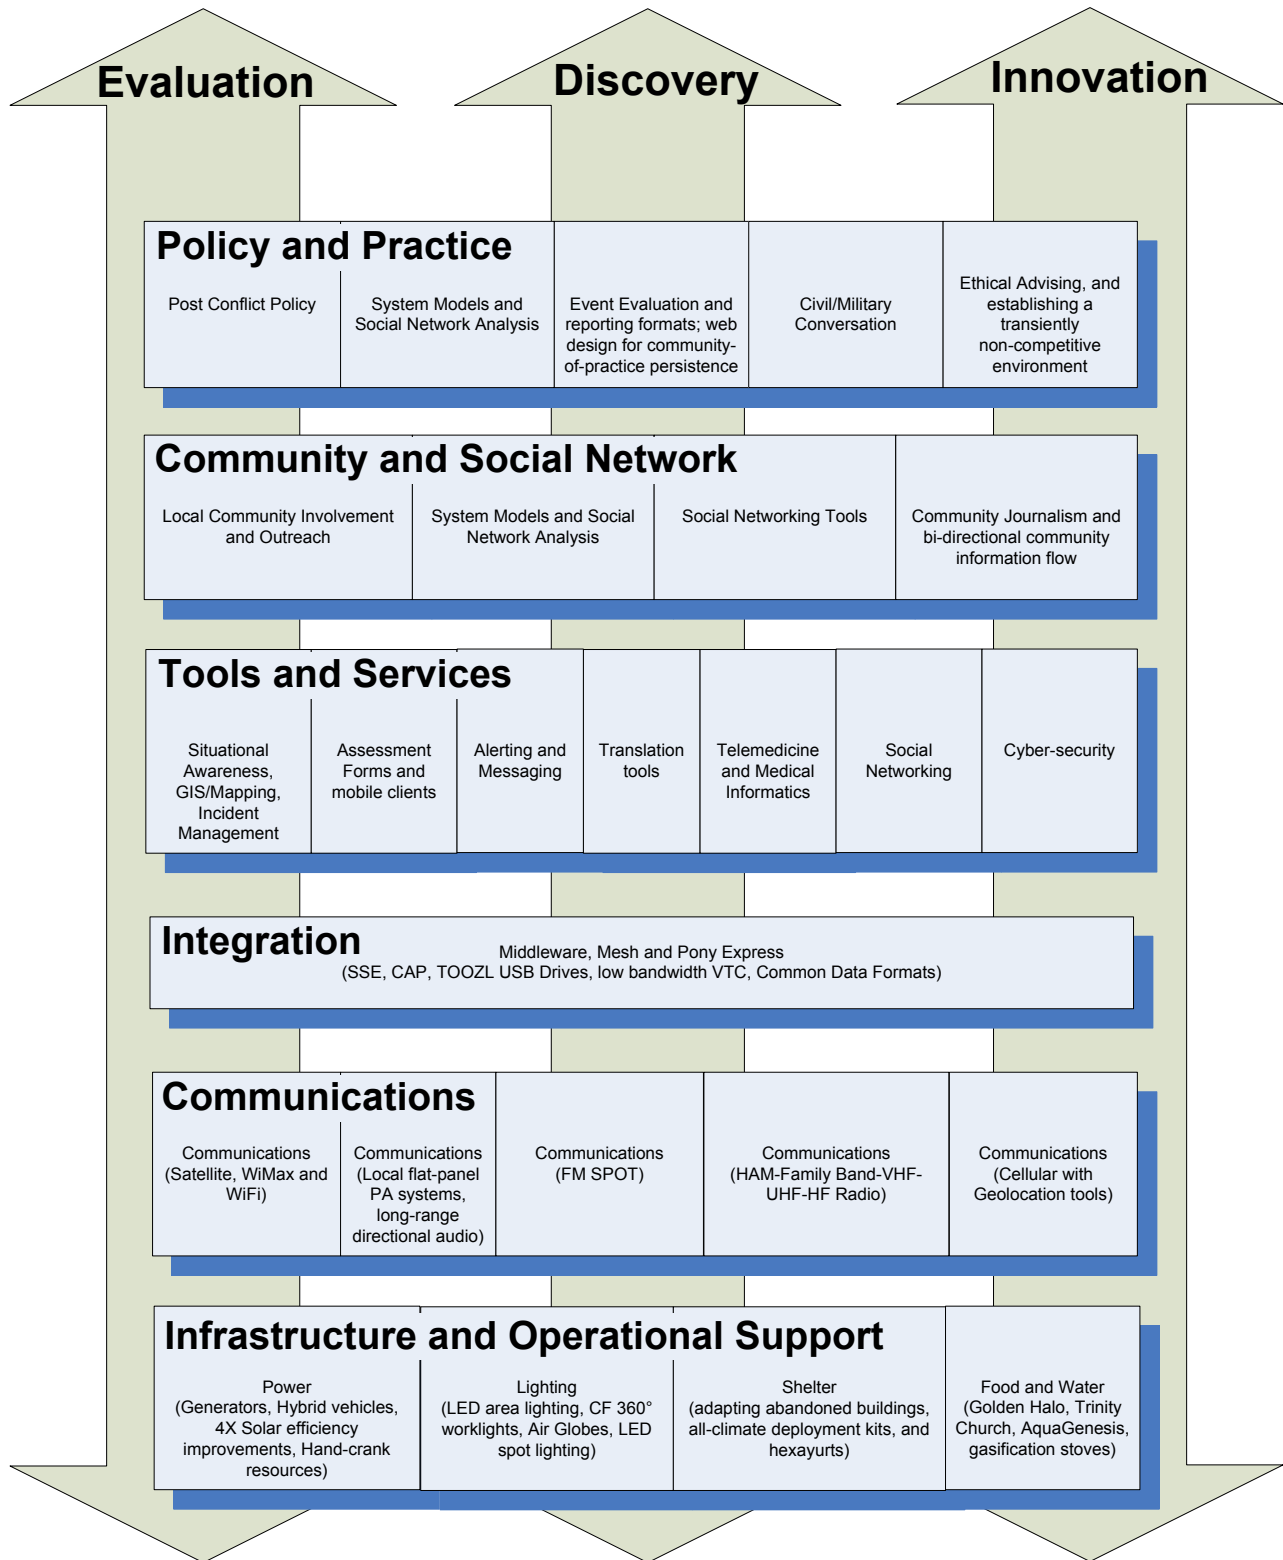 Evaluation
Discovery
Innovation
Policy and Practice
Post Conflict Policy
System Models and
Social Network Analysis
Event Evaluation and
reporting formats; web
design for community-
of-practice persistence
Civil/Military
Conversation
Ethical Advising, and
establishing a
transiently
non-competitive
environment
Community and Social Network
Local Community Involvement
and Outreach
System Models and Social
Network Analysis
Social Networking Tools
Community Journalism and
bi-directional community
information flow
Tools and Services
Situational
Awareness,
GIS/Mapping,
Incident
Management
Assessment
Forms and
mobile clients
Alerting and
Messaging
Translation
tools
Telemedicine
and Medical
Informatics
Social
Networking
Cyber-security
Integration
Middleware, Mesh and Pony Express
(SSE, CAP, TOOZL USB Drives, low bandwidth VTC, Common Data Formats)
Communications
Communications
(Satellite, WiMax and
WiFi)
Communications
(Local flat-panel
PA systems,
long-range
directional audio)
Communications
(FM SPOT)
Communications
(HAM-Family Band-VHF-
UHF-HF Radio)
Communications
(Cellular with
Geolocation tools)
Infrastructure and Operational Support
Power
(Generators, Hybrid vehicles,
4X Solar efficiency
improvements, Hand-crank
resources)
Lighting
(LED area lighting, CF 360°
worklights, Air Globes, LED
spot lighting)
Shelter
(adapting abandoned buildings,
all-climate deployment kits, and
hexayurts)
Food and Water
(Golden Halo, Trinity
Church, AquaGenesis,
gasification stoves)